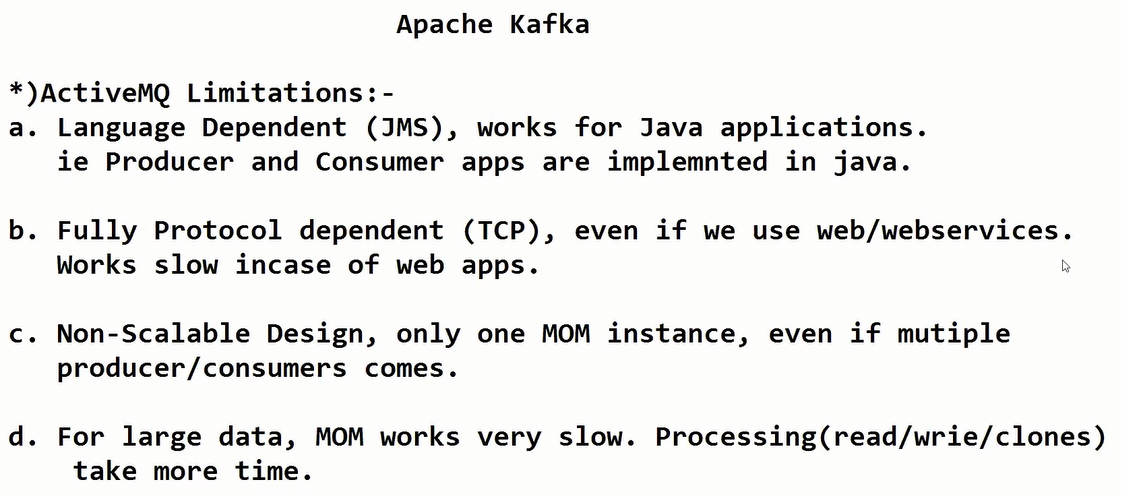 Apache Kafka
*)ActiveMQ Limitations:-
a. Language Dependent (JMS), works for Java applications.
ie Producer and Consumer apps are implemnted in java.
b. Fully Protocol dependent (TCP), even if we use web/webservices.
Works slow incase of web apps.
c. Non-Scalable Design, only one MOM instance, even if mutiple
producer/consumers comes.
d. For large data, MOM works very slow. Processing(read/wrie/clones)
take more time.